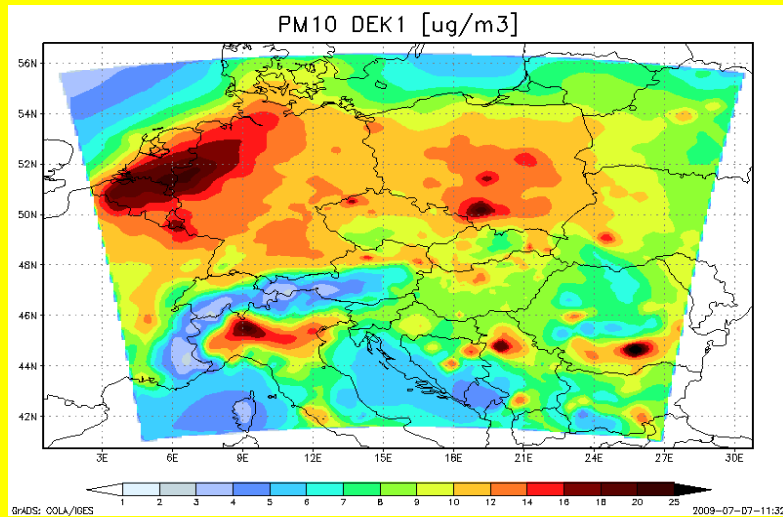 PM10 DEK1 [ug/m3]
56N
54N
52N
50N
48N
46N
44N
42N
3E 6E 9E 12E 15E 18E 21E 24E 27E 30E
1 2 3 4 5 6 7 8 9 10 12 14 16 18 20 25
GrADS: COLA/IGES 2009-07-07-11:32